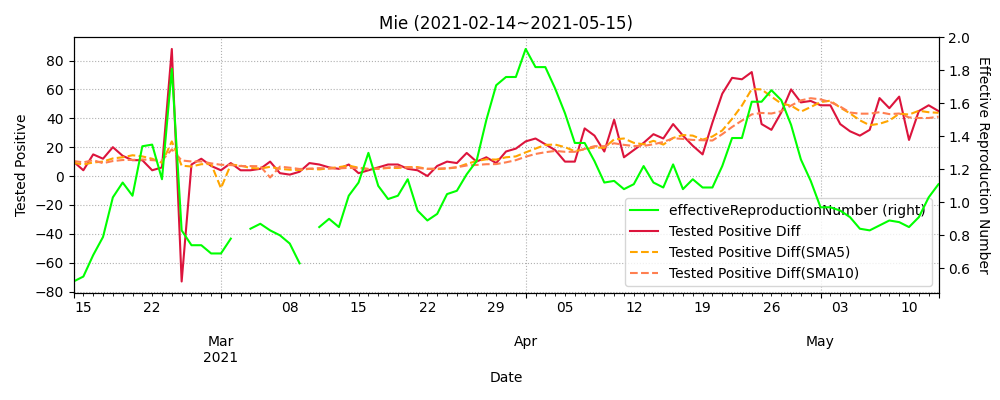 Mie (2021-02-14~2021-05-15)
Tested Positive
80
60
40
20
0
−20
−40
−60
−80
2.0
1.8
1.6
1.4
1.2
1.0
0.8
0.6
Effective Reproduction Number
effectiveReproductionNumber (right)
Tested Positive Diff
Tested Positive Diff(SMA5)
Tested Positive Diff(SMA10)
15 22 08 15 22 29 05 12 19 26 03 10
Mar Apr May
2021
Date